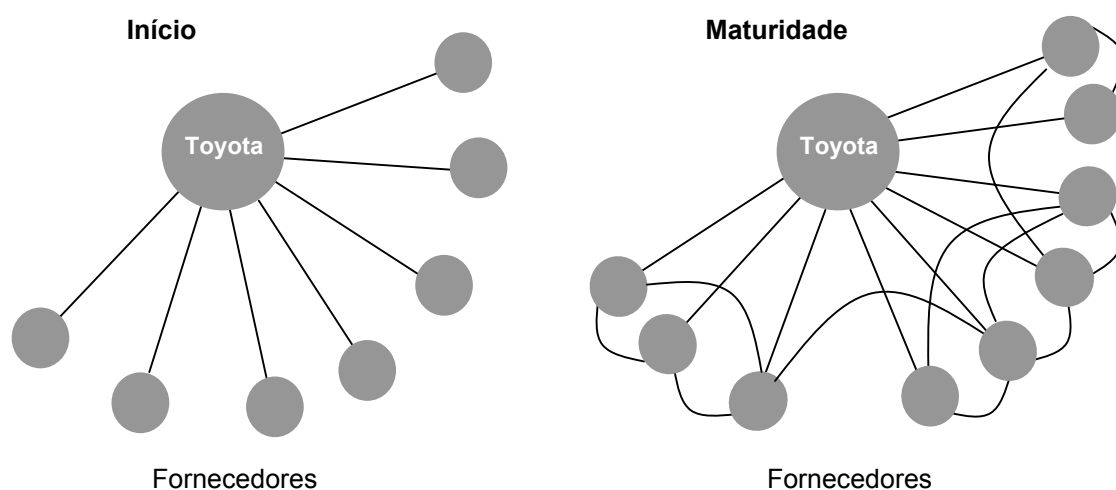 Início
Maturidade
Toyota
Toyota
Fornecedores
Fornecedores